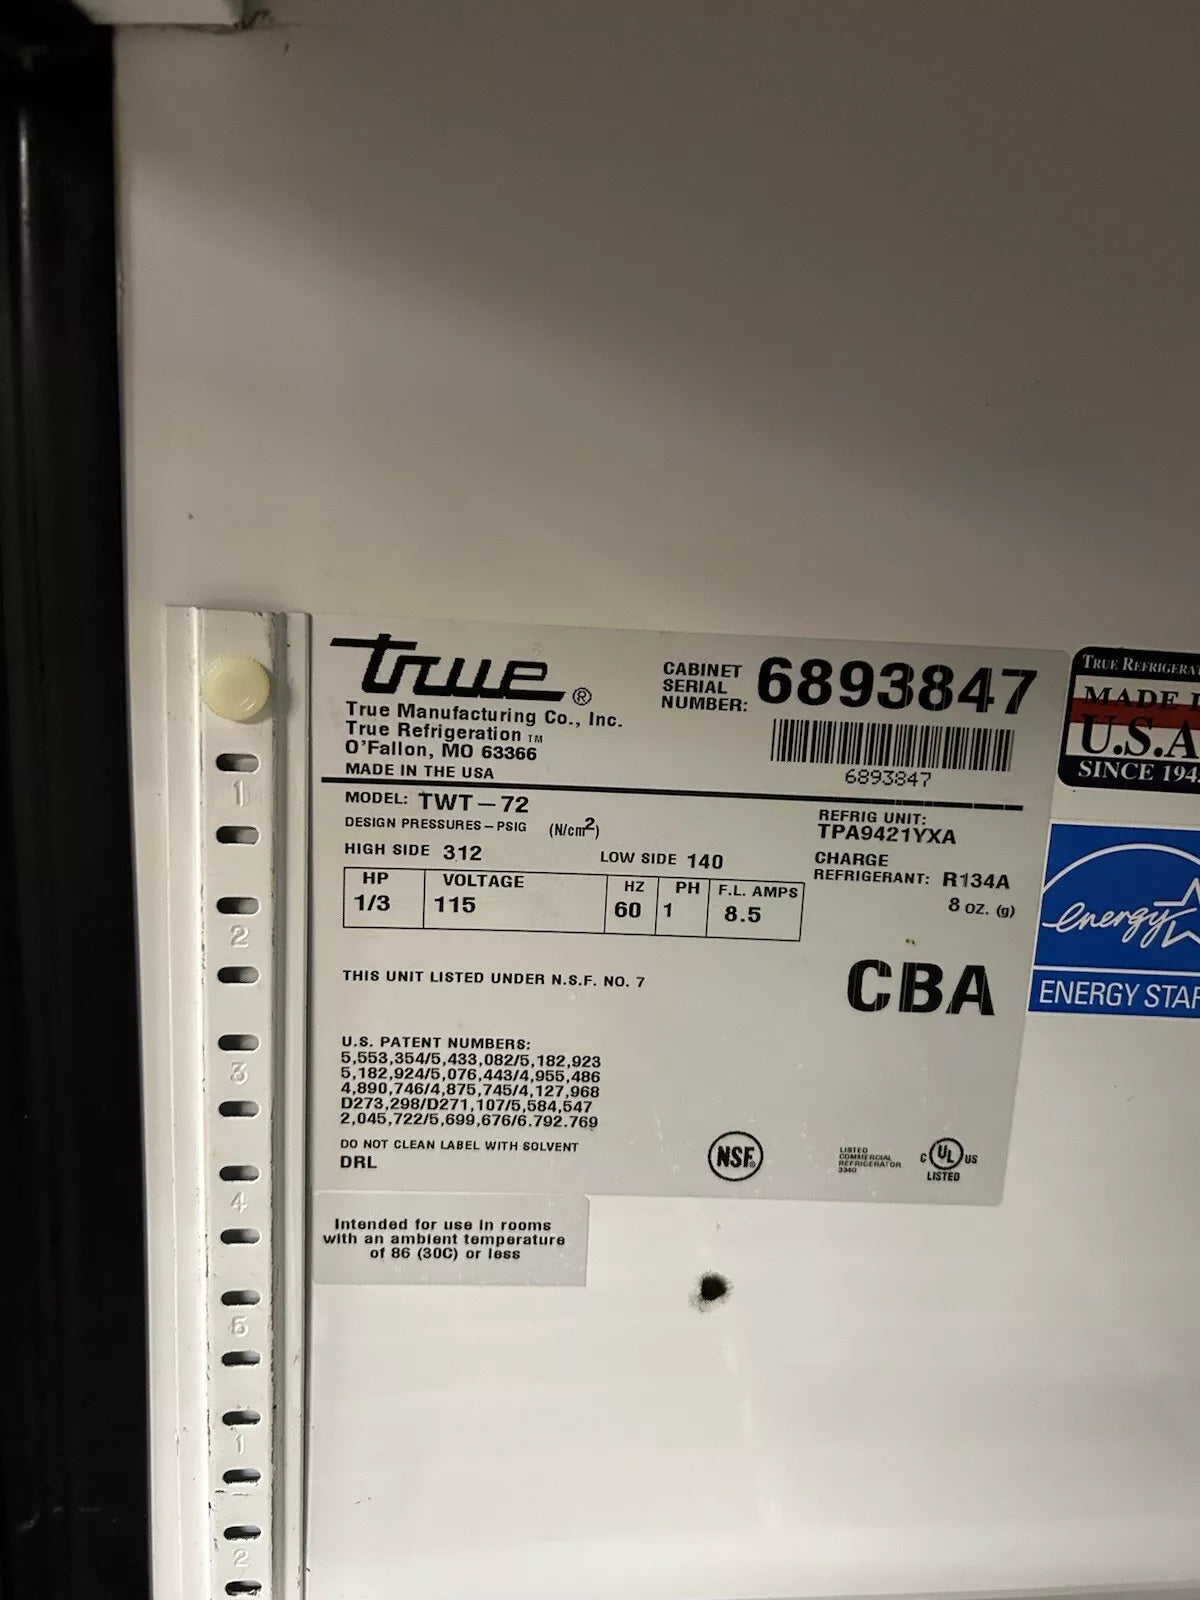 true ®
True Manufacturing Co., Inc.
True Refrigeration TM
O'Fallon, MO 63366
MADE IN THE USA
CABINET
SERIAL
NUMBER: 6893847
6893847
MODEL: TWT-72
DESIGN PRESSURES-PSIG (N/cm2)
HIGH SIDE 312 LOW SIDE 140
REFRIG UNIT:
TPA9421YXA
CHARGE
REFRIGERANT: R134A
8 OZ. (g)
HP VOLTAGE HZ PH F.L. AMPS
1/3 115 60 1 8.5
THIS UNIT LISTED UNDER N.S.F. NO. 7
CBA
U.S. PATENT NUMBERS:
5,553,354/5,433,082/5,182,923
5,182,924/5,076,443/4,955,486
4,890,746/4,875,745/4,127,968
D273,298/D271,107/5,584,547
2,045,722/5,699,676/6.792.769
DO NOT CLEAN LABEL WITH SOLVENT
DRL
NSF®
LISTED
COMMERCIAL
REFRIGERATOR
C UL US
LISTED
Intended for use in rooms
with an ambient temperature
of 86 (30C) or less
TRUE REFRIGERA
MADE I
U.S.A
SINCE 194
energy
ENERGY STAR
1
2
3
4
5
1
2